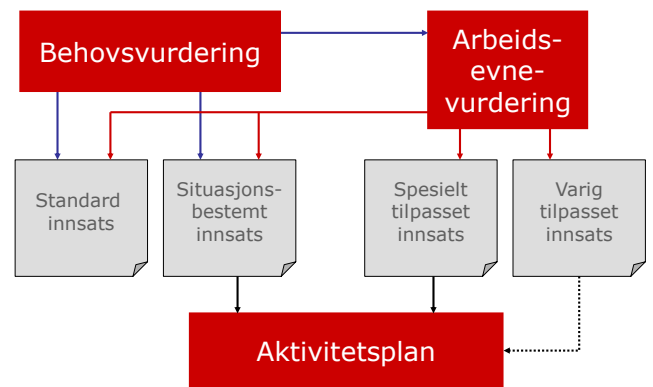 Behovsvurdering
Arbeids-
evne-
vurdering
Standard
innsats
Situasjons-
bestemt
innsats
Spesielt
tilpasset
innsats
Varig
tilpasset
innsats
Aktivitetsplan